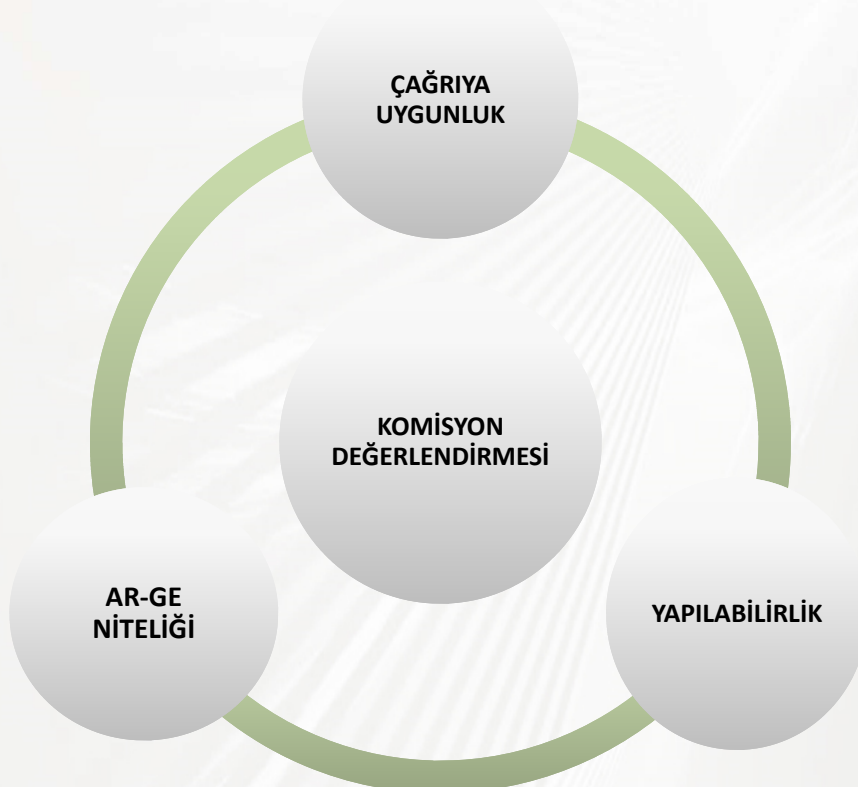 ÇAĞRIYA
UYGUNLUK
KOMİSYON
DEĞERLENDİRMESİ
AR-GE
NİTELİĞİ
YAPILABİLİRLİK